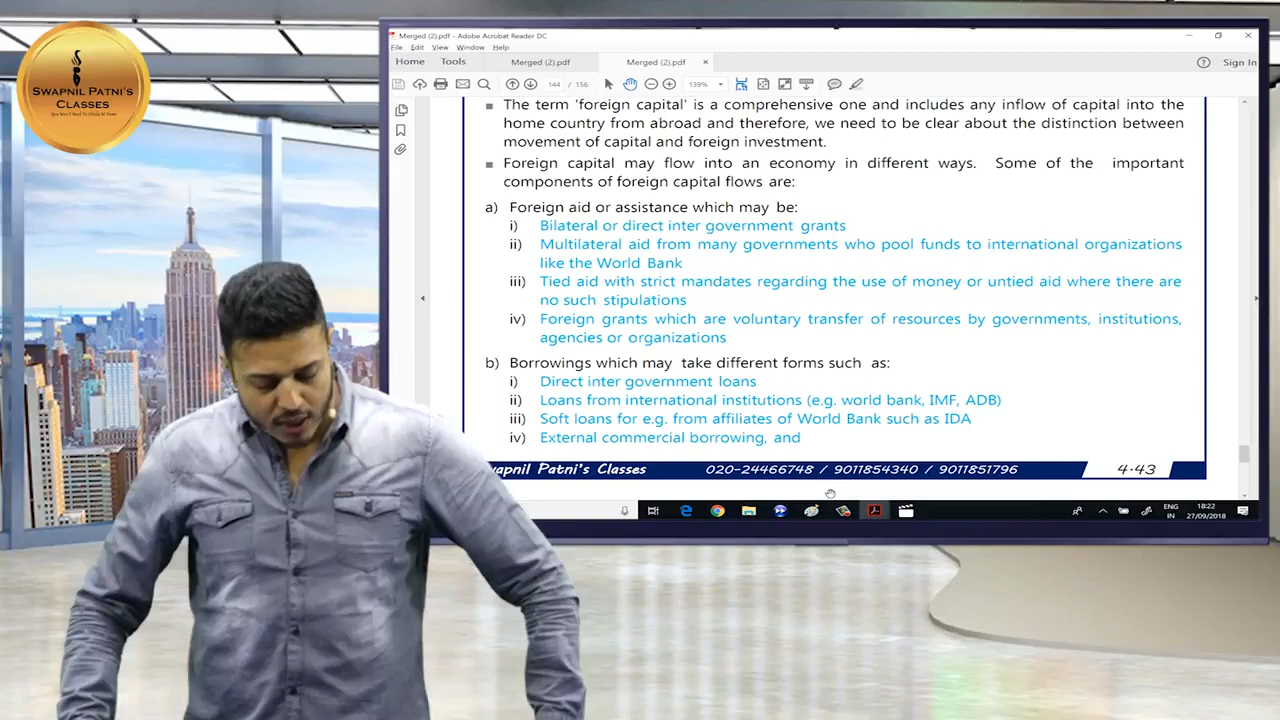 SWAPNIL PATNI'S
CLASSES
Merged (2).pdf - Adobe Acrobat Reader DC
File Edit View Window Help
Home Tools Merged (2).pdf Merged (2).pdf × Sign In
144 / 156 139%
■ The term 'foreign capital' is a comprehensive one and includes any inflow of capital into the
home country from abroad and therefore, we need to be clear about the distinction between
movement of capital and foreign investment.
■ Foreign capital may flow into an economy in different ways. Some of the important
components of foreign capital flows are:
a) Foreign aid or assistance which may be:
i) Bilateral or direct inter government grants
ii) Multilateral aid from many governments who pool funds to international organizations
like the World Bank
iii) Tied aid with strict mandates regarding the use of money or untied aid where there are
no such stipulations
iv) Foreign grants which are voluntary transfer of resources by governments, institutions,
agencies or organizations
b) Borrowings which may take different forms such as:
i) Direct inter government loans
ii) Loans from international institutions (e.g. world bank, IMF, ADB)
iii) Soft loans for e.g. from affiliates of World Bank such as IDA
iv) External commercial borrowing, and
apnil Patni's Classes 020-24466748 / 9011854340 / 9011851796 4.43
ENG
IN
18:22
27/09/2018